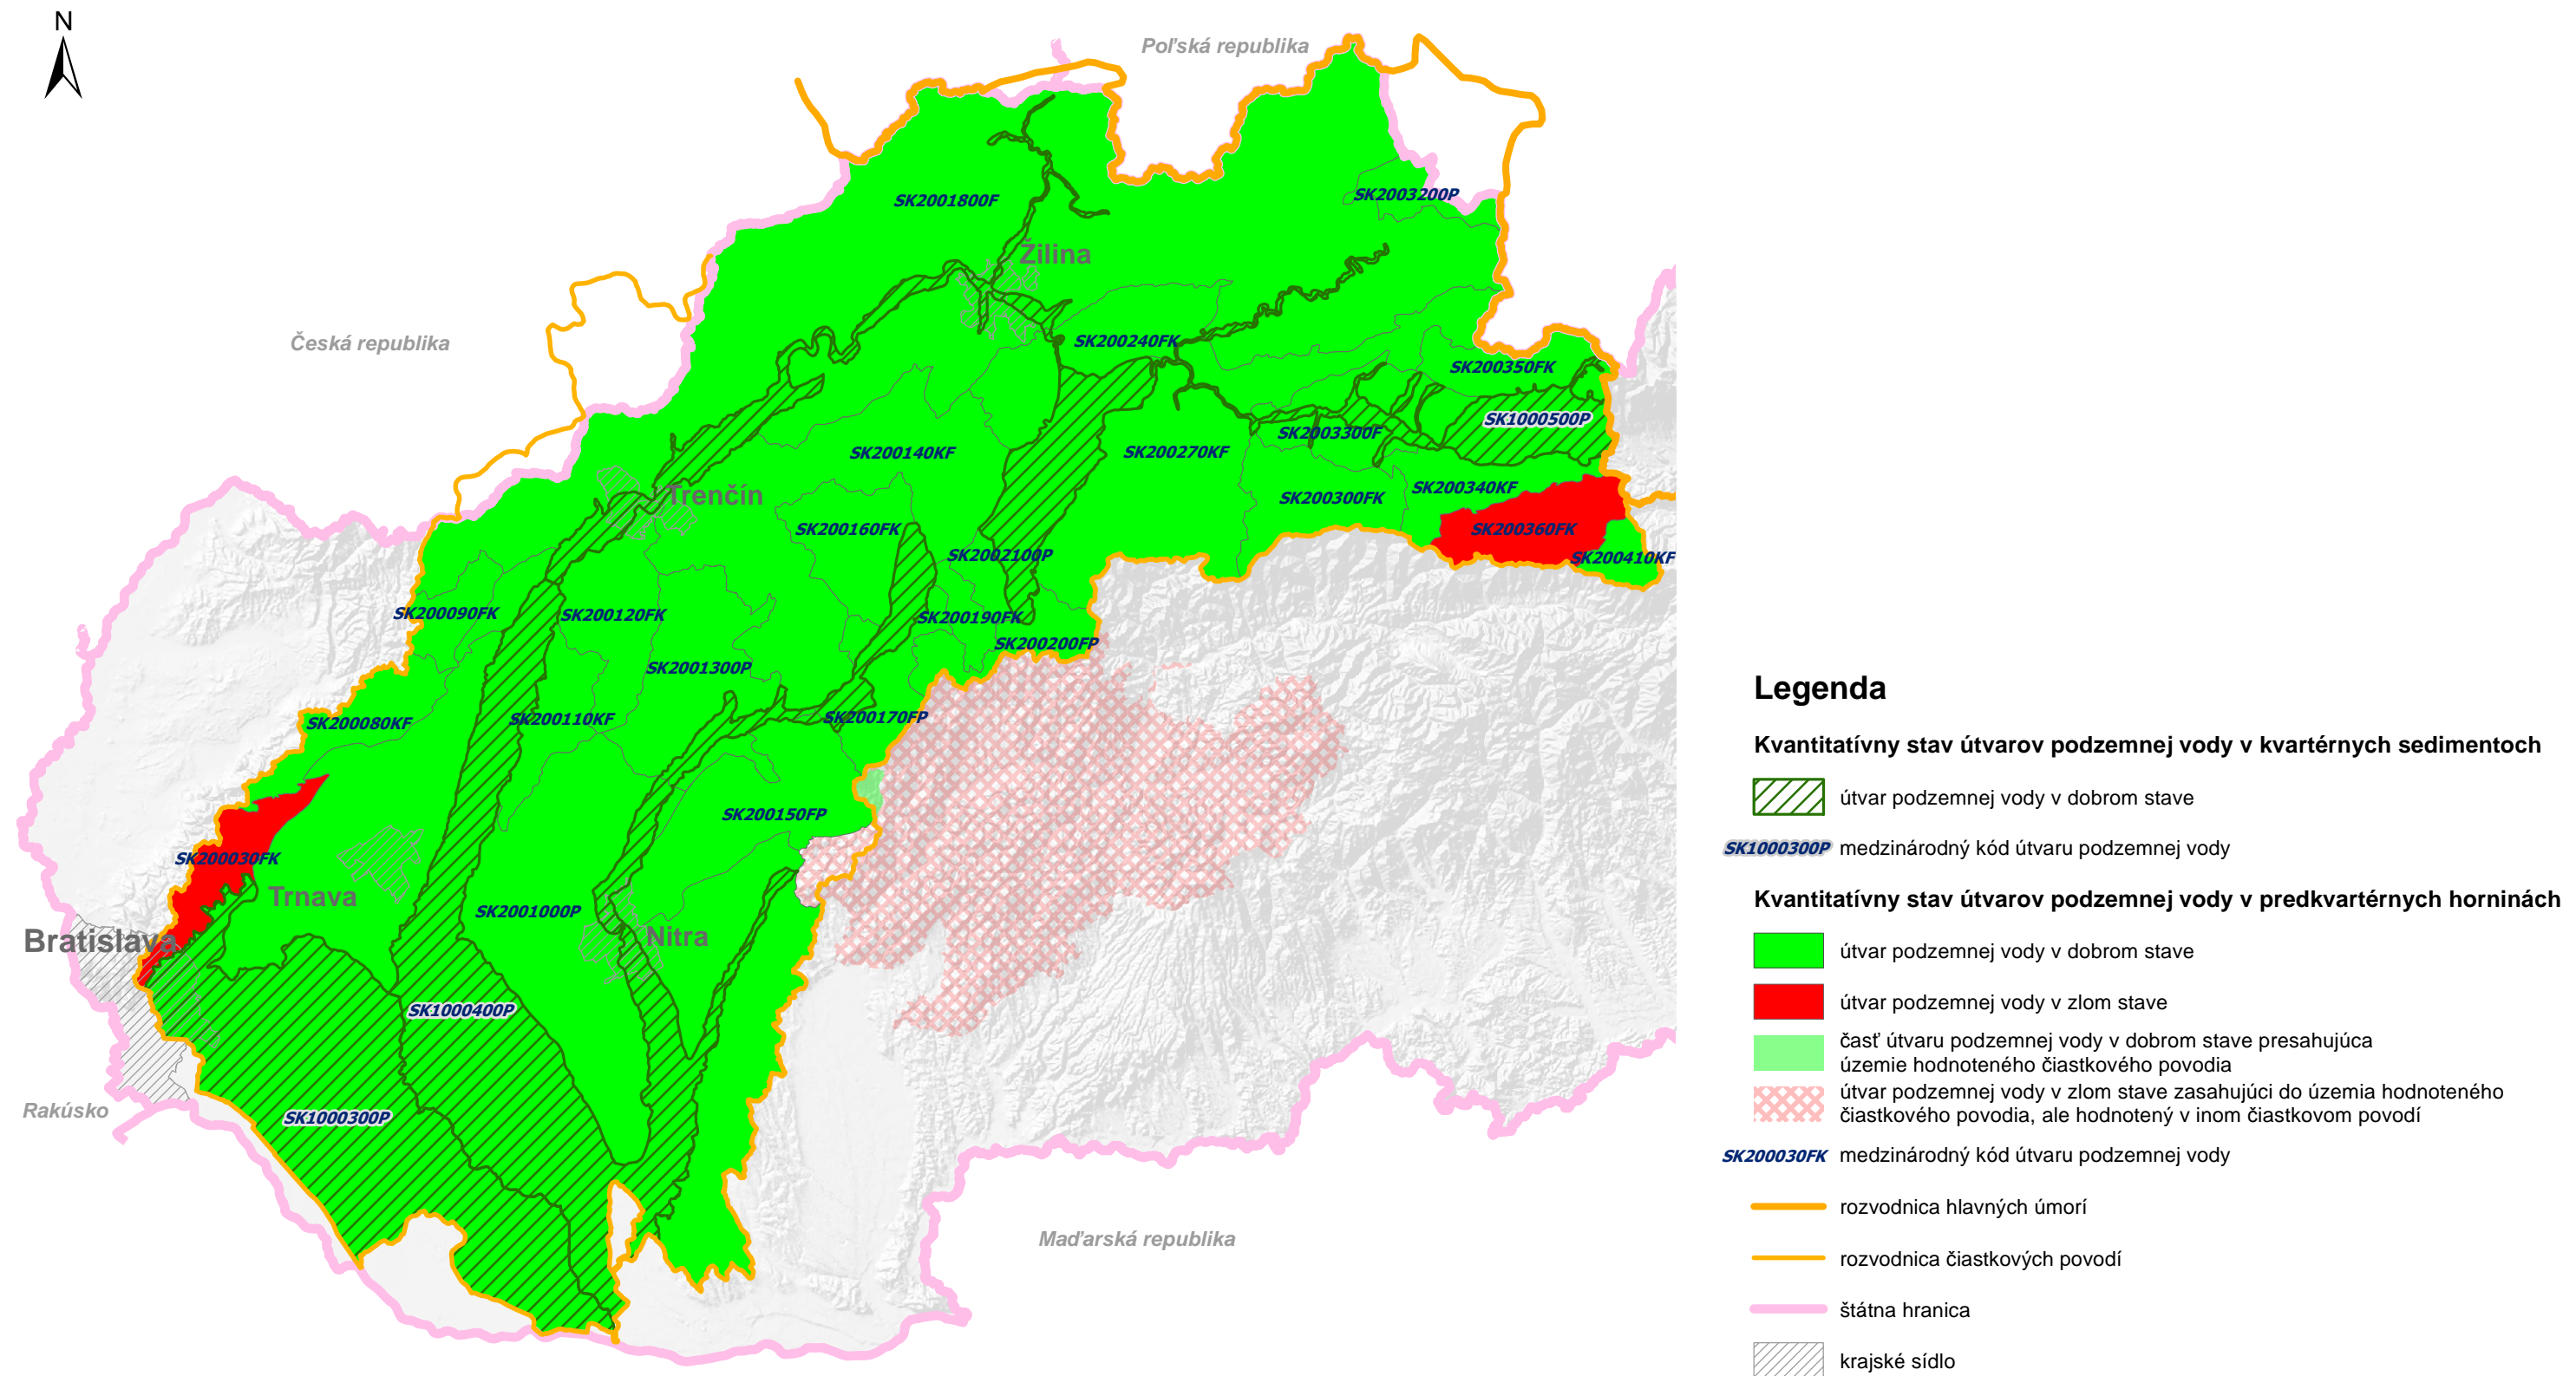 N
Poľská republika
SK2003200P
SK2001800F
Žilina
Česká republika
SK200240FK
SK200350FK
SK1000500P
SK2003300F
SK200140KF
SK200270KF
SK200340KF
Trenčín
SK200300FK
SK200160FK
SK200360FK
SK2002100P
SK200410KF
SK200090FK
SK200120FK
SK200190FK
SK200200FP
SK2001300P
SK200080KF
SK200110KF
SK200170FP
SK200150FP
SK200030FK
Trnava
SK2001000P
Bratislava
Nitra
SK1000400P
Rakúsko
SK1000300P
Maďarská republika
Legenda
Kvantitatívny stav útvarov podzemnej vody v kvartérnych sedimentoch
útvar podzemnej vody v dobrom stave
SK1000300P medzinárodný kód útvaru podzemnej vody
Kvantitatívny stav útvarov podzemnej vody v predkvartérnych horninách
útvar podzemnej vody v dobrom stave
útvar podzemnej vody v zlom stave
časť útvaru podzemnej vody v dobrom stave presahujúca
územie hodnoteného čiastkového povodia
útvar podzemnej vody v zlom stave zasahujúci do územia hodnoteného
čiastkového povodia, ale hodnotený v inom čiastkovom povodí
SK200030FK medzinárodný kód útvaru podzemnej vody
rozvodnica hlavných úmorí
rozvodnica čiastkových povodí
štátna hranica
krajské sídlo